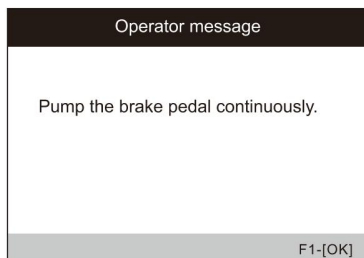 Operator message
Pump the brake pedal continuously.
F1-[OK]